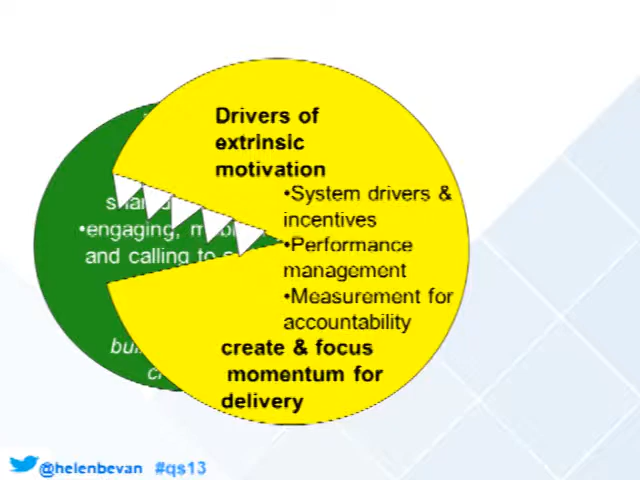 Drivers of
extrinsic
motivation
•System drivers &
incentives
•Performance
management
•Measurement for
accountability
create & focus
momentum for
delivery
•engaging,
and calling to
@helenbevan #qs13